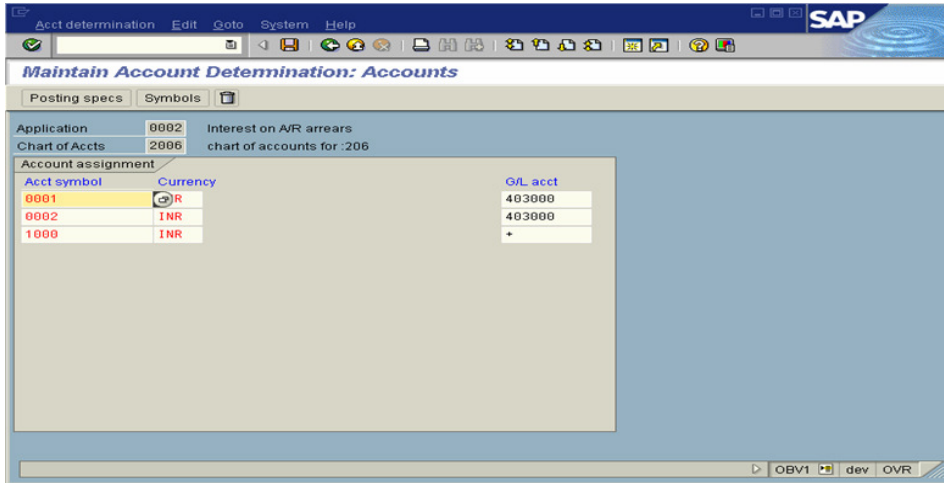 Acct determination Edit Goto System Help
SAP
Maintain Account Determination: Accounts
Posting specs Symbols
Application 0002 Interest on A/R arrears
Chart of Accts 2006 chart of accounts for :206
Account assignment
Acct symbol Currency G/L acct
0001 R 403000
0002 INR 403000
1000 INR +
OBV1 dev OVR